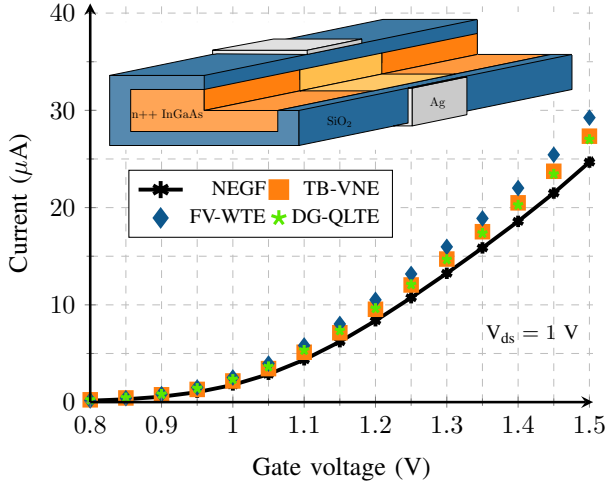 40
30
20
10
0
Current (μA)
n++ InGaAs
SiO₂
Ag
NEGF TB-VNE
FV-WTE DG-QLTE
V_ds = 1 V
0.8 0.9 1 1.1 1.2 1.3 1.4 1.5
Gate voltage (V)